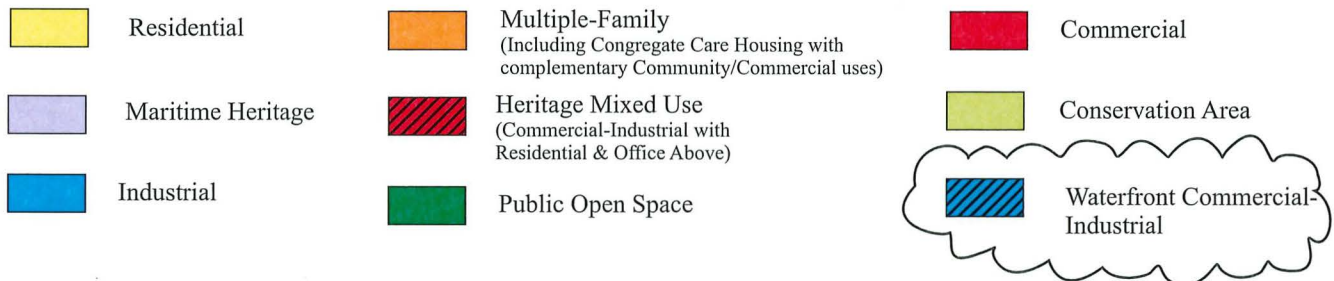 Residential
Maritime Heritage
Industrial
Multiple-Family
(Including Congregate Care Housing with
complementary Community/Commercial uses)
Heritage Mixed Use
(Commercial-Industrial with
Residential & Office Above)
Public Open Space
Commercial
Conservation Area
Waterfront Commercial-
Industrial